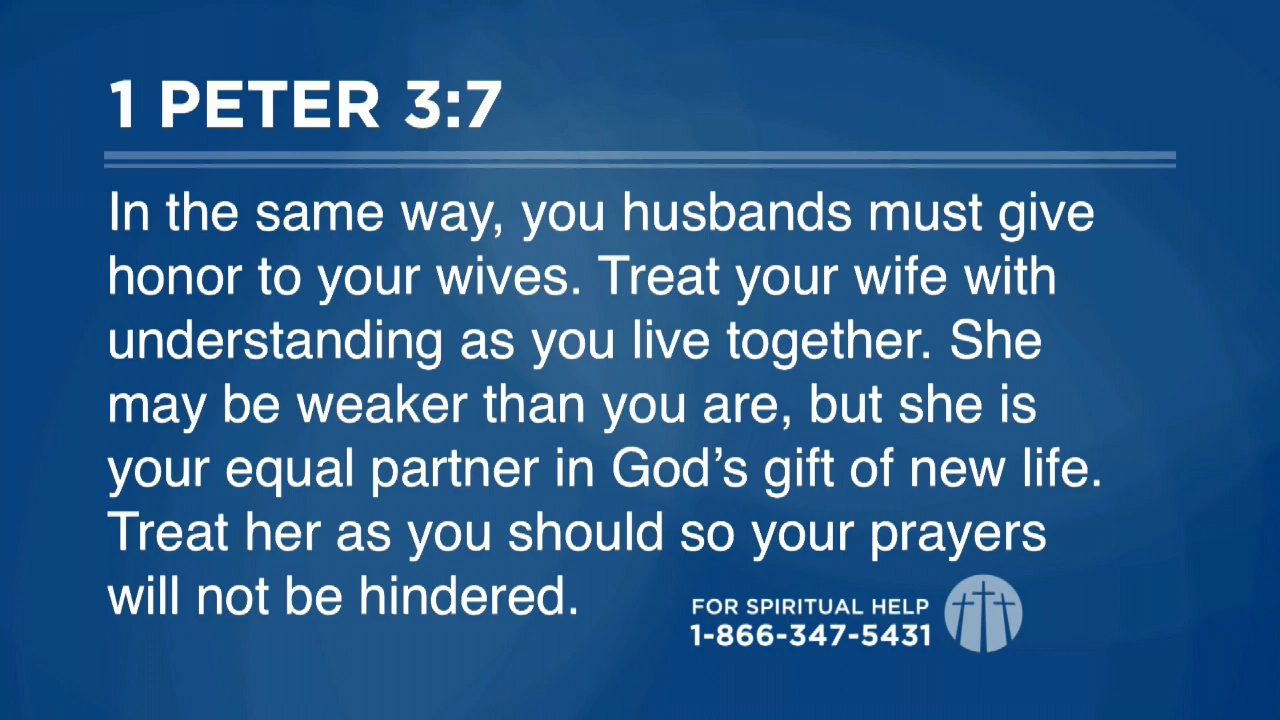 1 PETER 3:7
In the same way, you husbands must give
honor to your wives. Treat your wife with
understanding as you live together. She
may be weaker than you are, but she is
your equal partner in God’s gift of new life.
Treat her as you should so your prayers
will not be hindered.
FOR SPIRITUAL HELP
1-866-347-5431